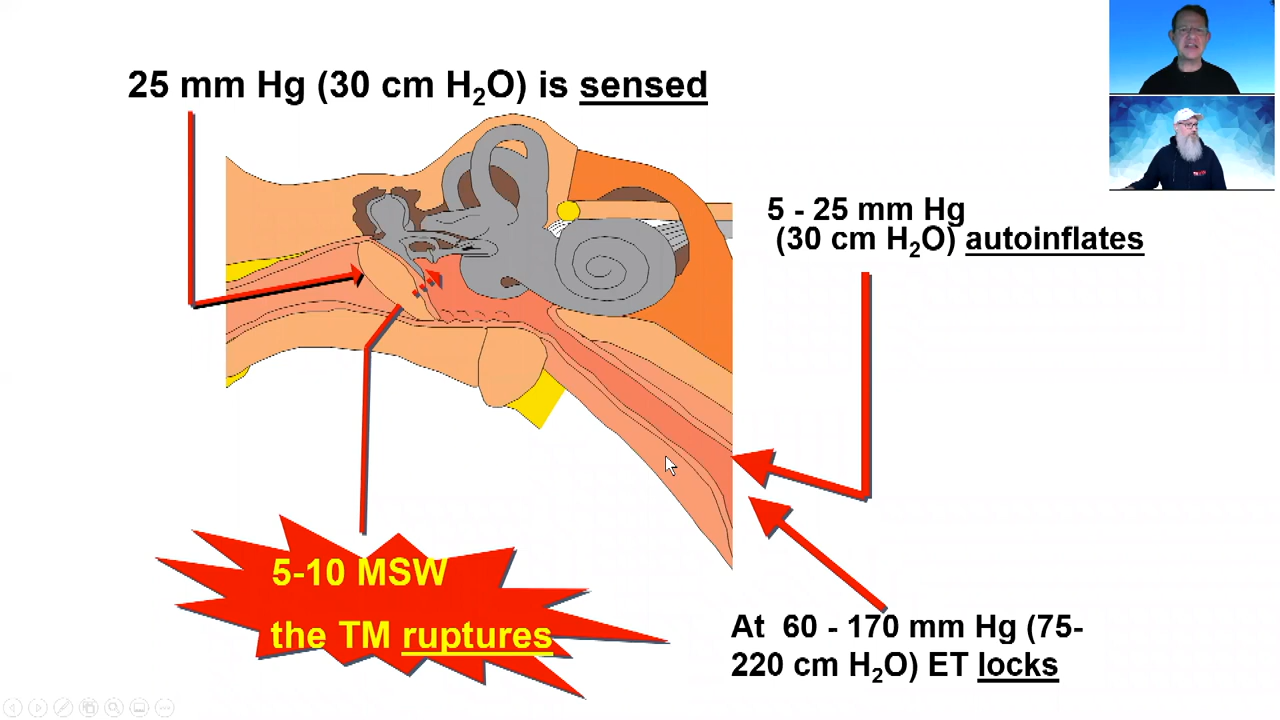 25 mm Hg (30 cm H₂O) is sensed
5 - 25 mm Hg
(30 cm H₂O) autoinflates
5-10 MSW
the TM ruptures
At 60 - 170 mm Hg (75-
220 cm H₂O) ET locks